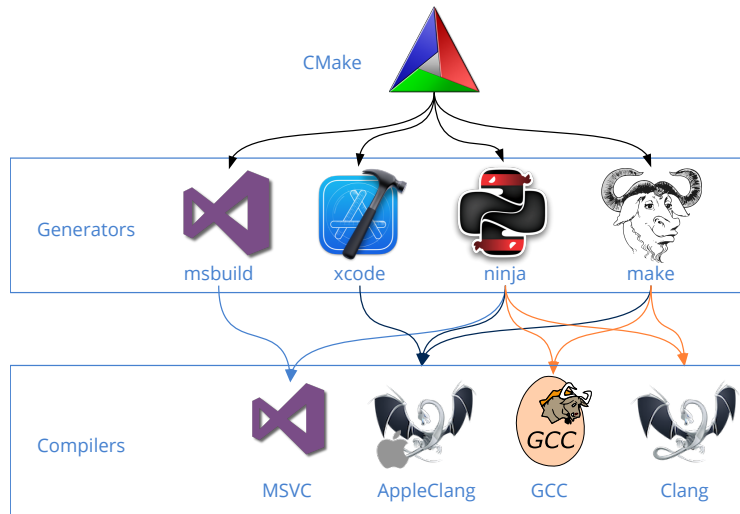 CMake
Generators
msbuild
xcode
ninja
make
Compilers
GCC
MSVC
AppleClang
GCC
Clang